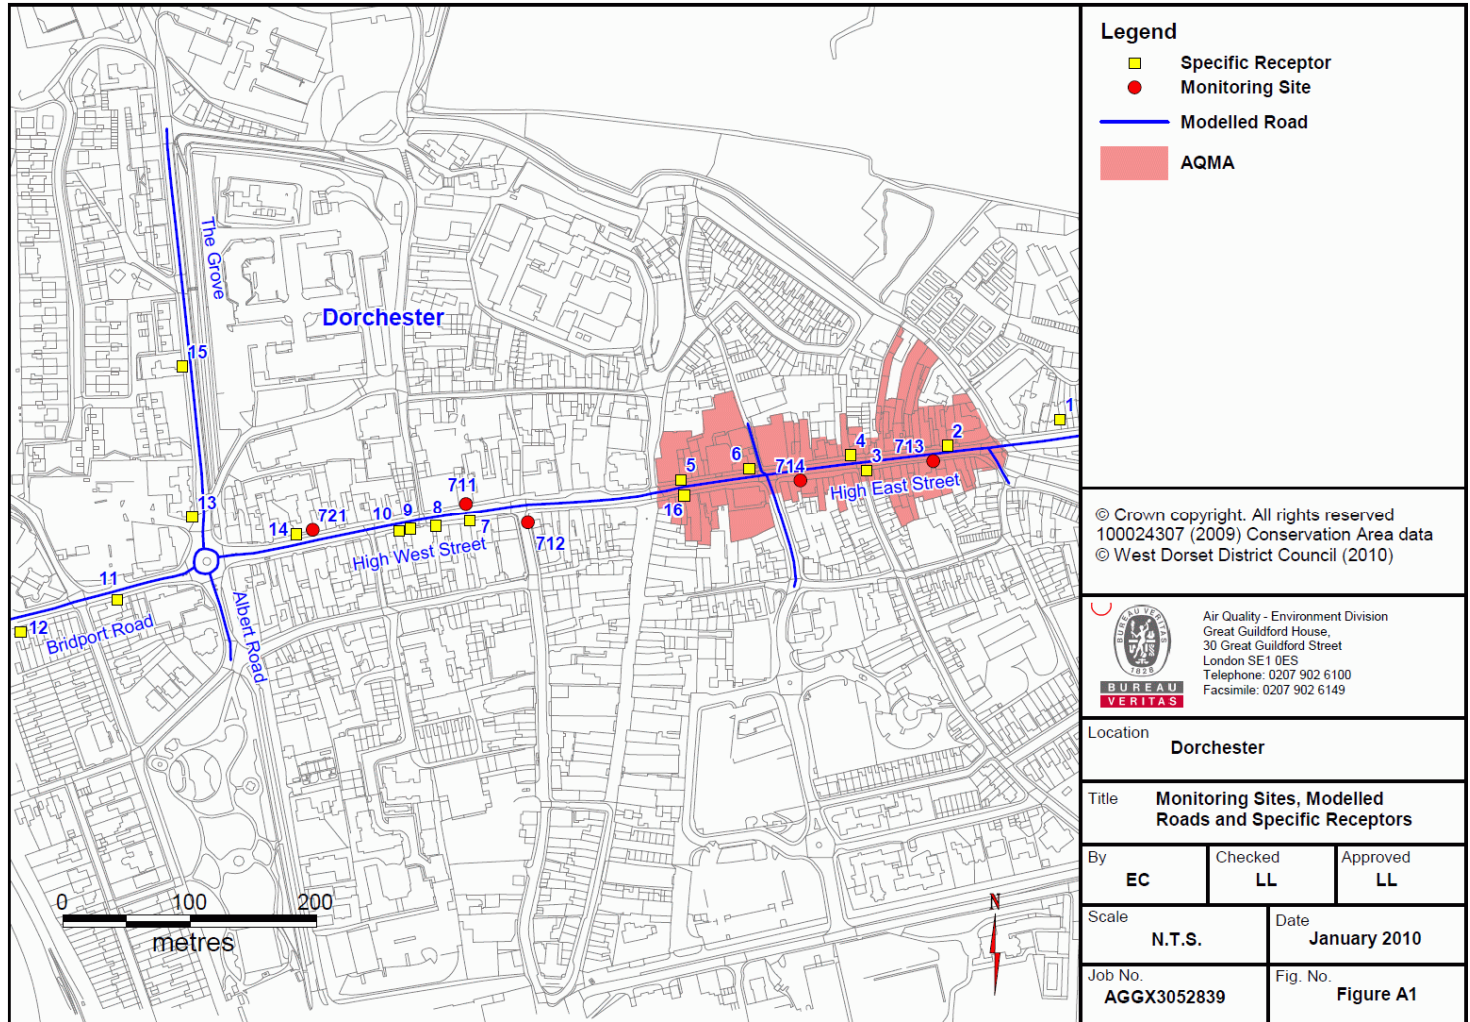 Legend
Specific Receptor
Monitoring Site
Modelled Road
AQMA
The Grove
Dorchester
15
1
2
713
4
3
6
714
5
High East Street
16
711
13
721
14
10
9
8
7
712
High West Street
11
12
Bridport Road
Albert Road
0 100 200
metres
N
© Crown copyright. All rights reserved
100024307 (2009) Conservation Area data
© West Dorset District Council (2010)
BUREAU VERITAS
1828
BUREAU
VERITAS
Air Quality - Environment Division
Great Guildford House,
30 Great Guildford Street
London SE1 0ES
Telephone: 0207 902 6100
Facsimile: 0207 902 6149
Location
Dorchester
Title
Monitoring Sites, Modelled
Roads and Specific Receptors
By
EC
Checked
LL
Approved
LL
Scale
N.T.S.
Date
January 2010
Job No.
AGGX3052839
Fig. No.
Figure A1